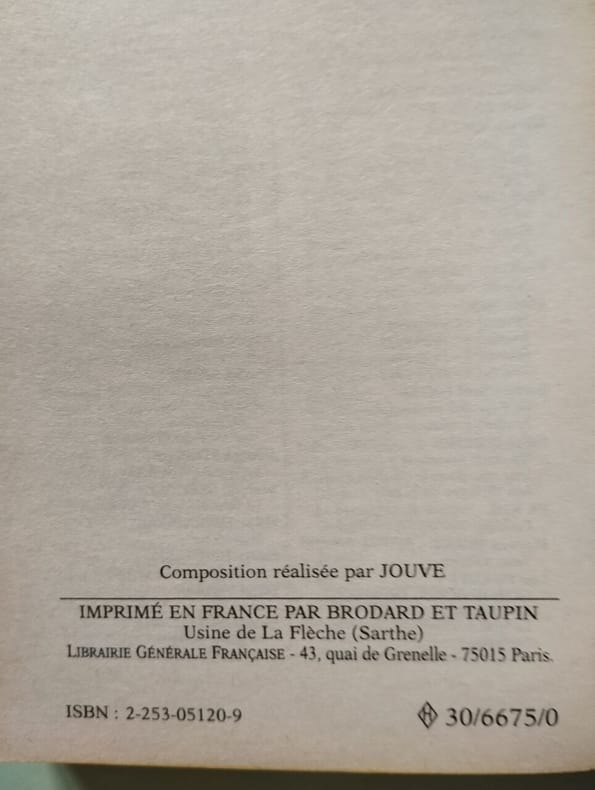 Composition réalisée par JOUVE
IMPRIMÉ EN FRANCE PAR BRODARD ET TAUPIN
Usine de La Flèche (Sarthe)
LIBRAIRIE GÉNÉRALE FRANÇAISE - 43, quai de Grenelle - 75015 Paris.
ISBN : 2-253-05120-9
H 30/6675/0